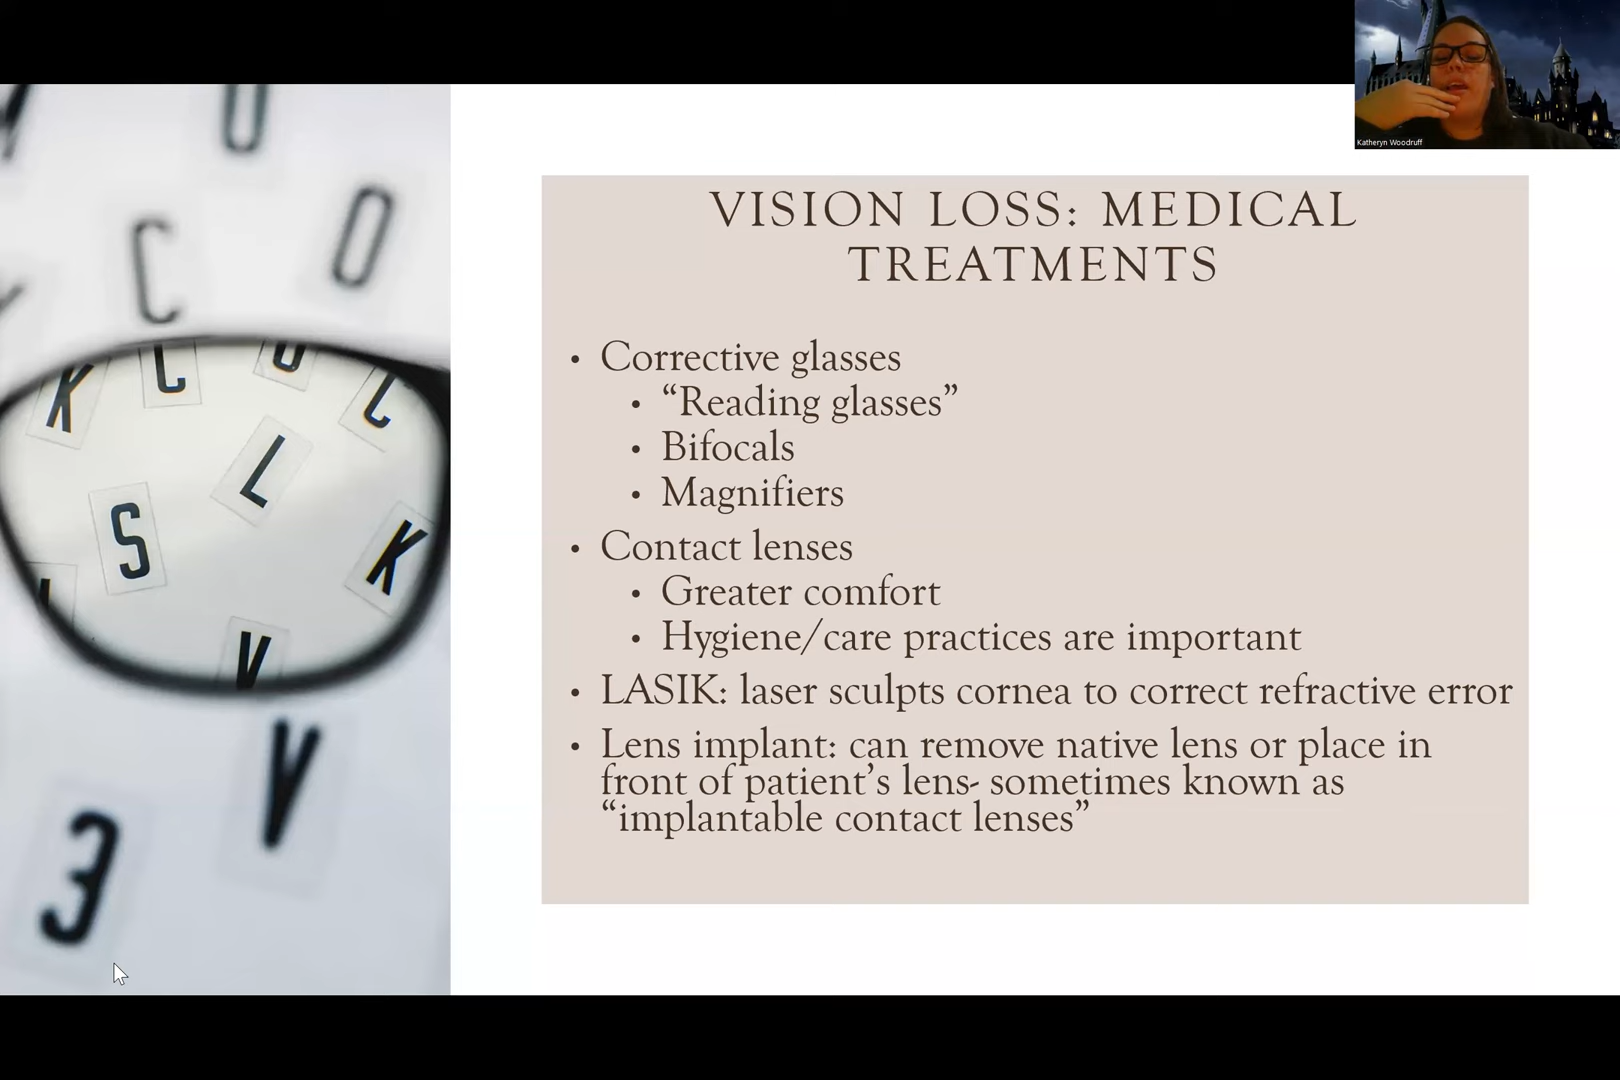 Katheryn Woodruff
VISION LOSS: MEDICAL
TREATMENTS
• Corrective glasses
• “Reading glasses”
• Bifocals
• Magnifiers
• Contact lenses
• Greater comfort
• Hygiene/care practices are important
• LASIK: laser sculpts cornea to correct refractive error
• Lens implant: can remove native lens or place in
front of patient’s lens- sometimes known as
“implantable contact lenses”
O
C
O
K
C
L
S
K
V
V
3